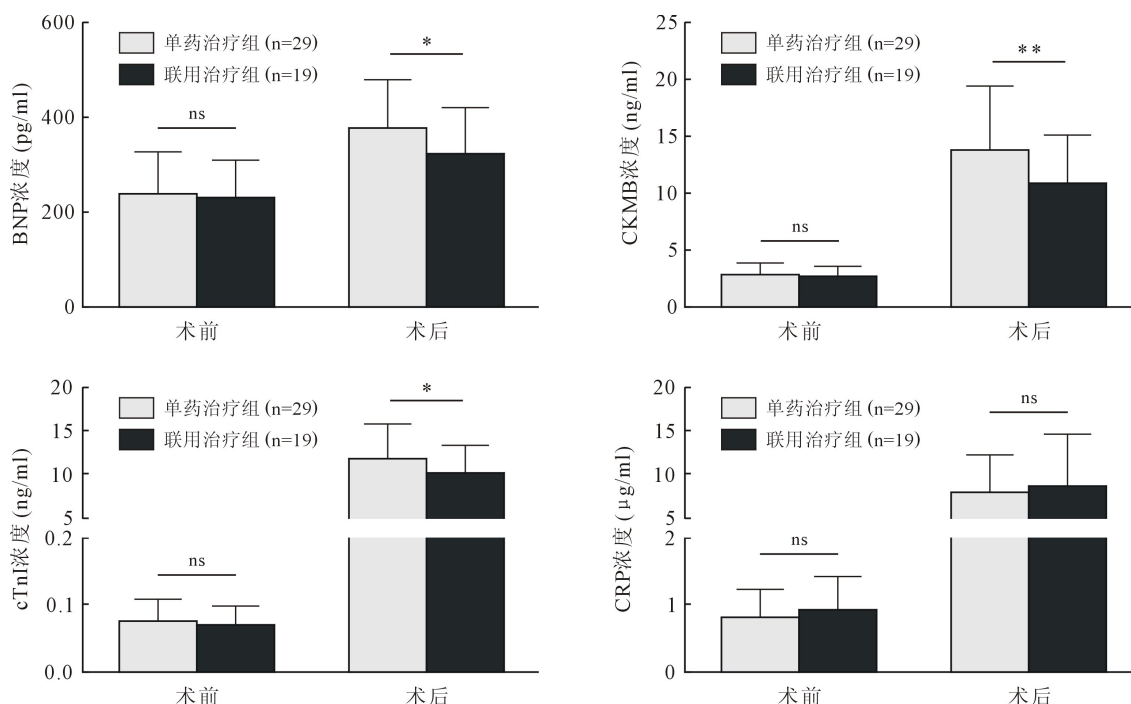 BNP浓度 (pg/ml)
600
400
200
0
单药治疗组 (n=29)
联用治疗组 (n=19)
ns
*
术前
术后
CKMB浓度 (ng/ml)
25
20
15
10
5
0
单药治疗组 (n=29)
联用治疗组 (n=19)
ns
**
术前
术后
cTnI浓度 (ng/ml)
20
15
10
5
0.2
0.1
0.0
单药治疗组 (n=29)
联用治疗组 (n=19)
ns
*
术前
术后
CRP浓度 (μg/ml)
20
15
10
5
2
1
0
单药治疗组 (n=29)
联用治疗组 (n=19)
ns
ns
术前
术后